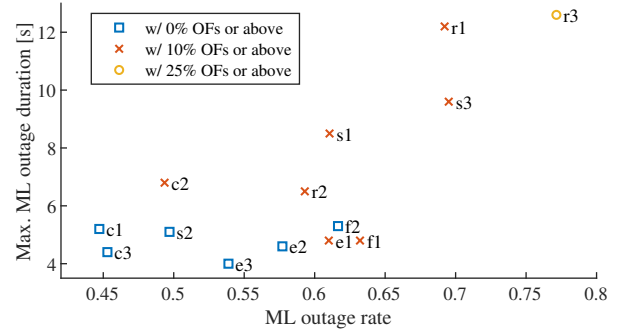 w/ 0% OFs or above
w/ 10% OFs or above
w/ 25% OFs or above
r1
r3
s3
s1
c2
r2
c1
s2
f2
c3
e2
e1
f1
e3
12
10
8
6
4
0.45
0.5
0.55
0.6
0.65
0.7
0.75
0.8
ML outage rate
Max. ML outage duration [s]